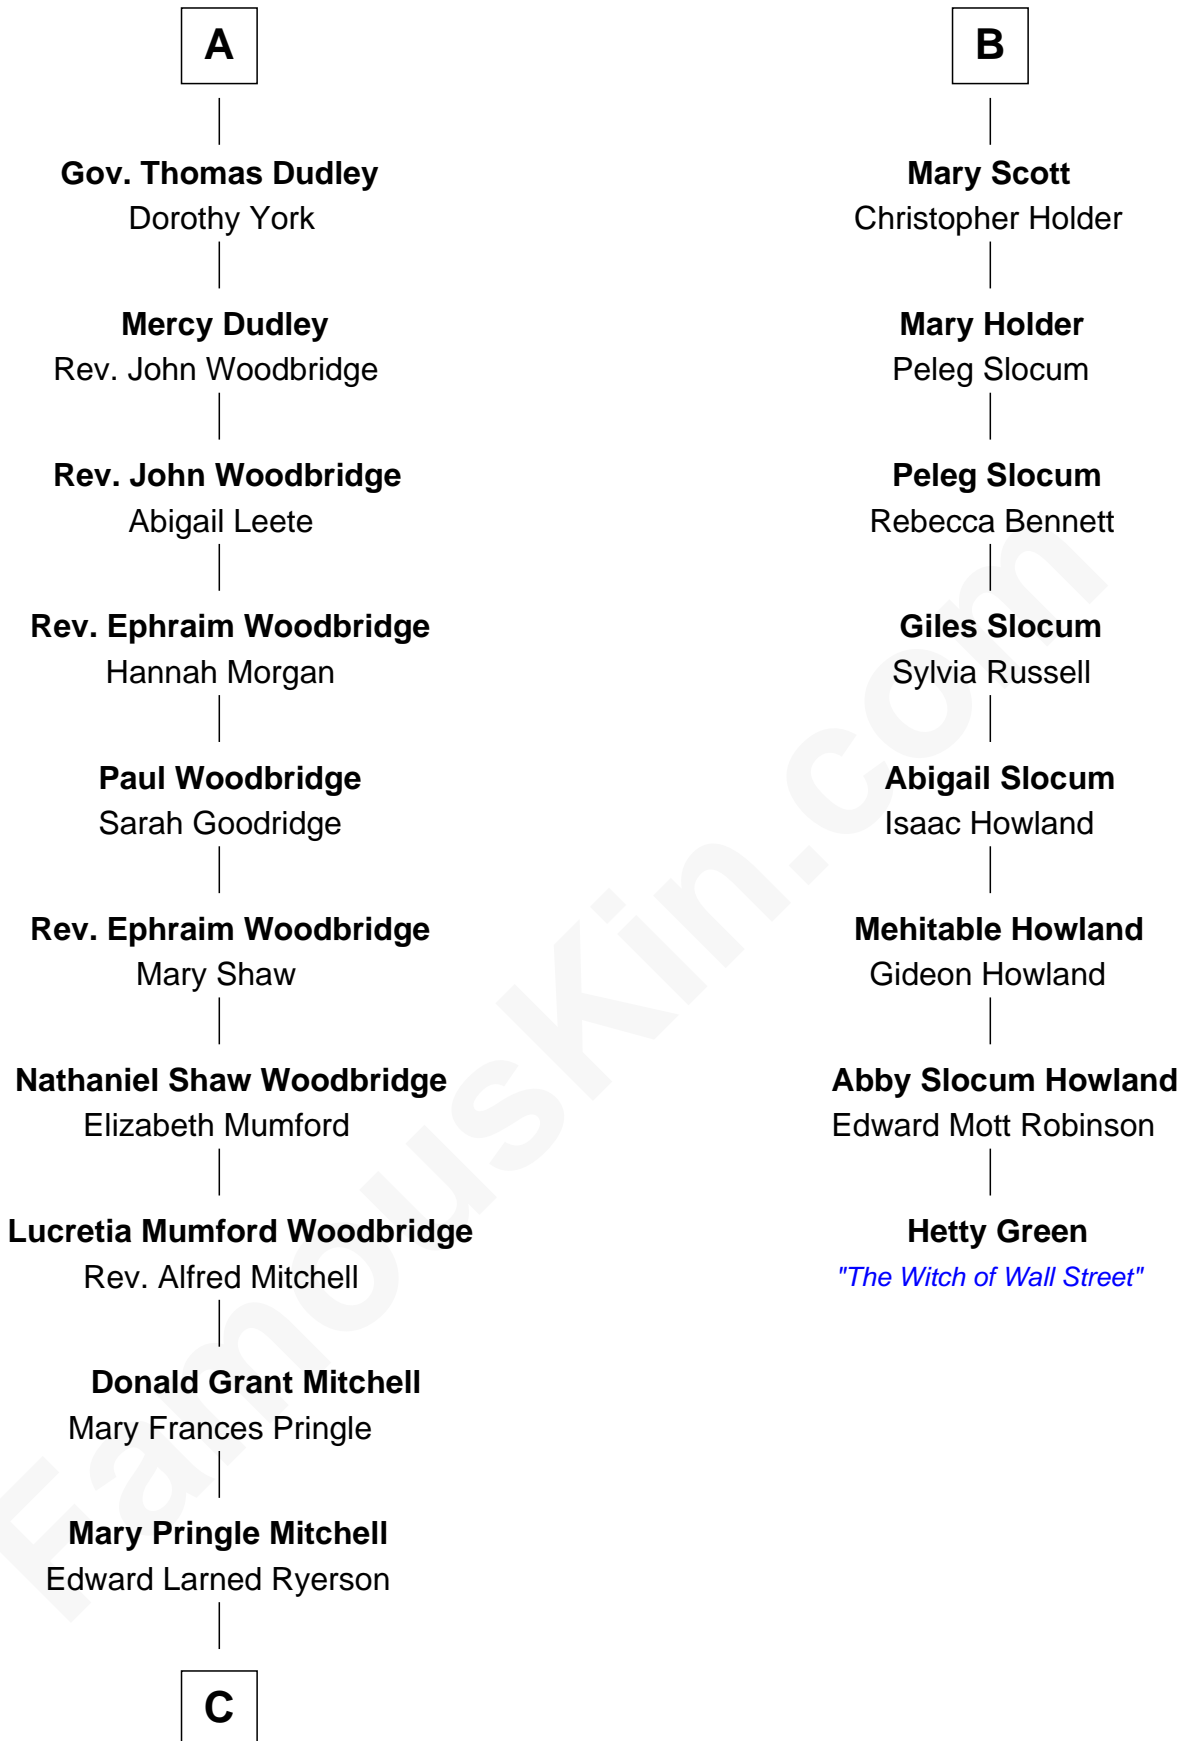 A
Gov. Thomas Dudley
Dorothy York
Mercy Dudley
Rev. John Woodbridge
Rev. John Woodbridge
Abigail Leete
Rev. Ephraim Woodbridge
Hannah Morgan
Paul Woodbridge
Sarah Goodridge
Rev. Ephraim Woodbridge
Mary Shaw
Nathaniel Shaw Woodbridge
Elizabeth Mumford
Lucretia Mumford Woodbridge
Rev. Alfred Mitchell
Donald Grant Mitchell
Mary Frances Pringle
Mary Pringle Mitchell
Edward Larned Ryerson
C
B
Mary Scott
Christopher Holder
Mary Holder
Peleg Slocum
Peleg Slocum
Rebecca Bennett
Giles Slocum
Sylvia Russell
Abigail Slocum
Isaac Howland
Mehitable Howland
Gideon Howland
Abby Slocum Howland
Edward Mott Robinson
Hetty Green
"The Witch of Wall Street"
FamousKin.com